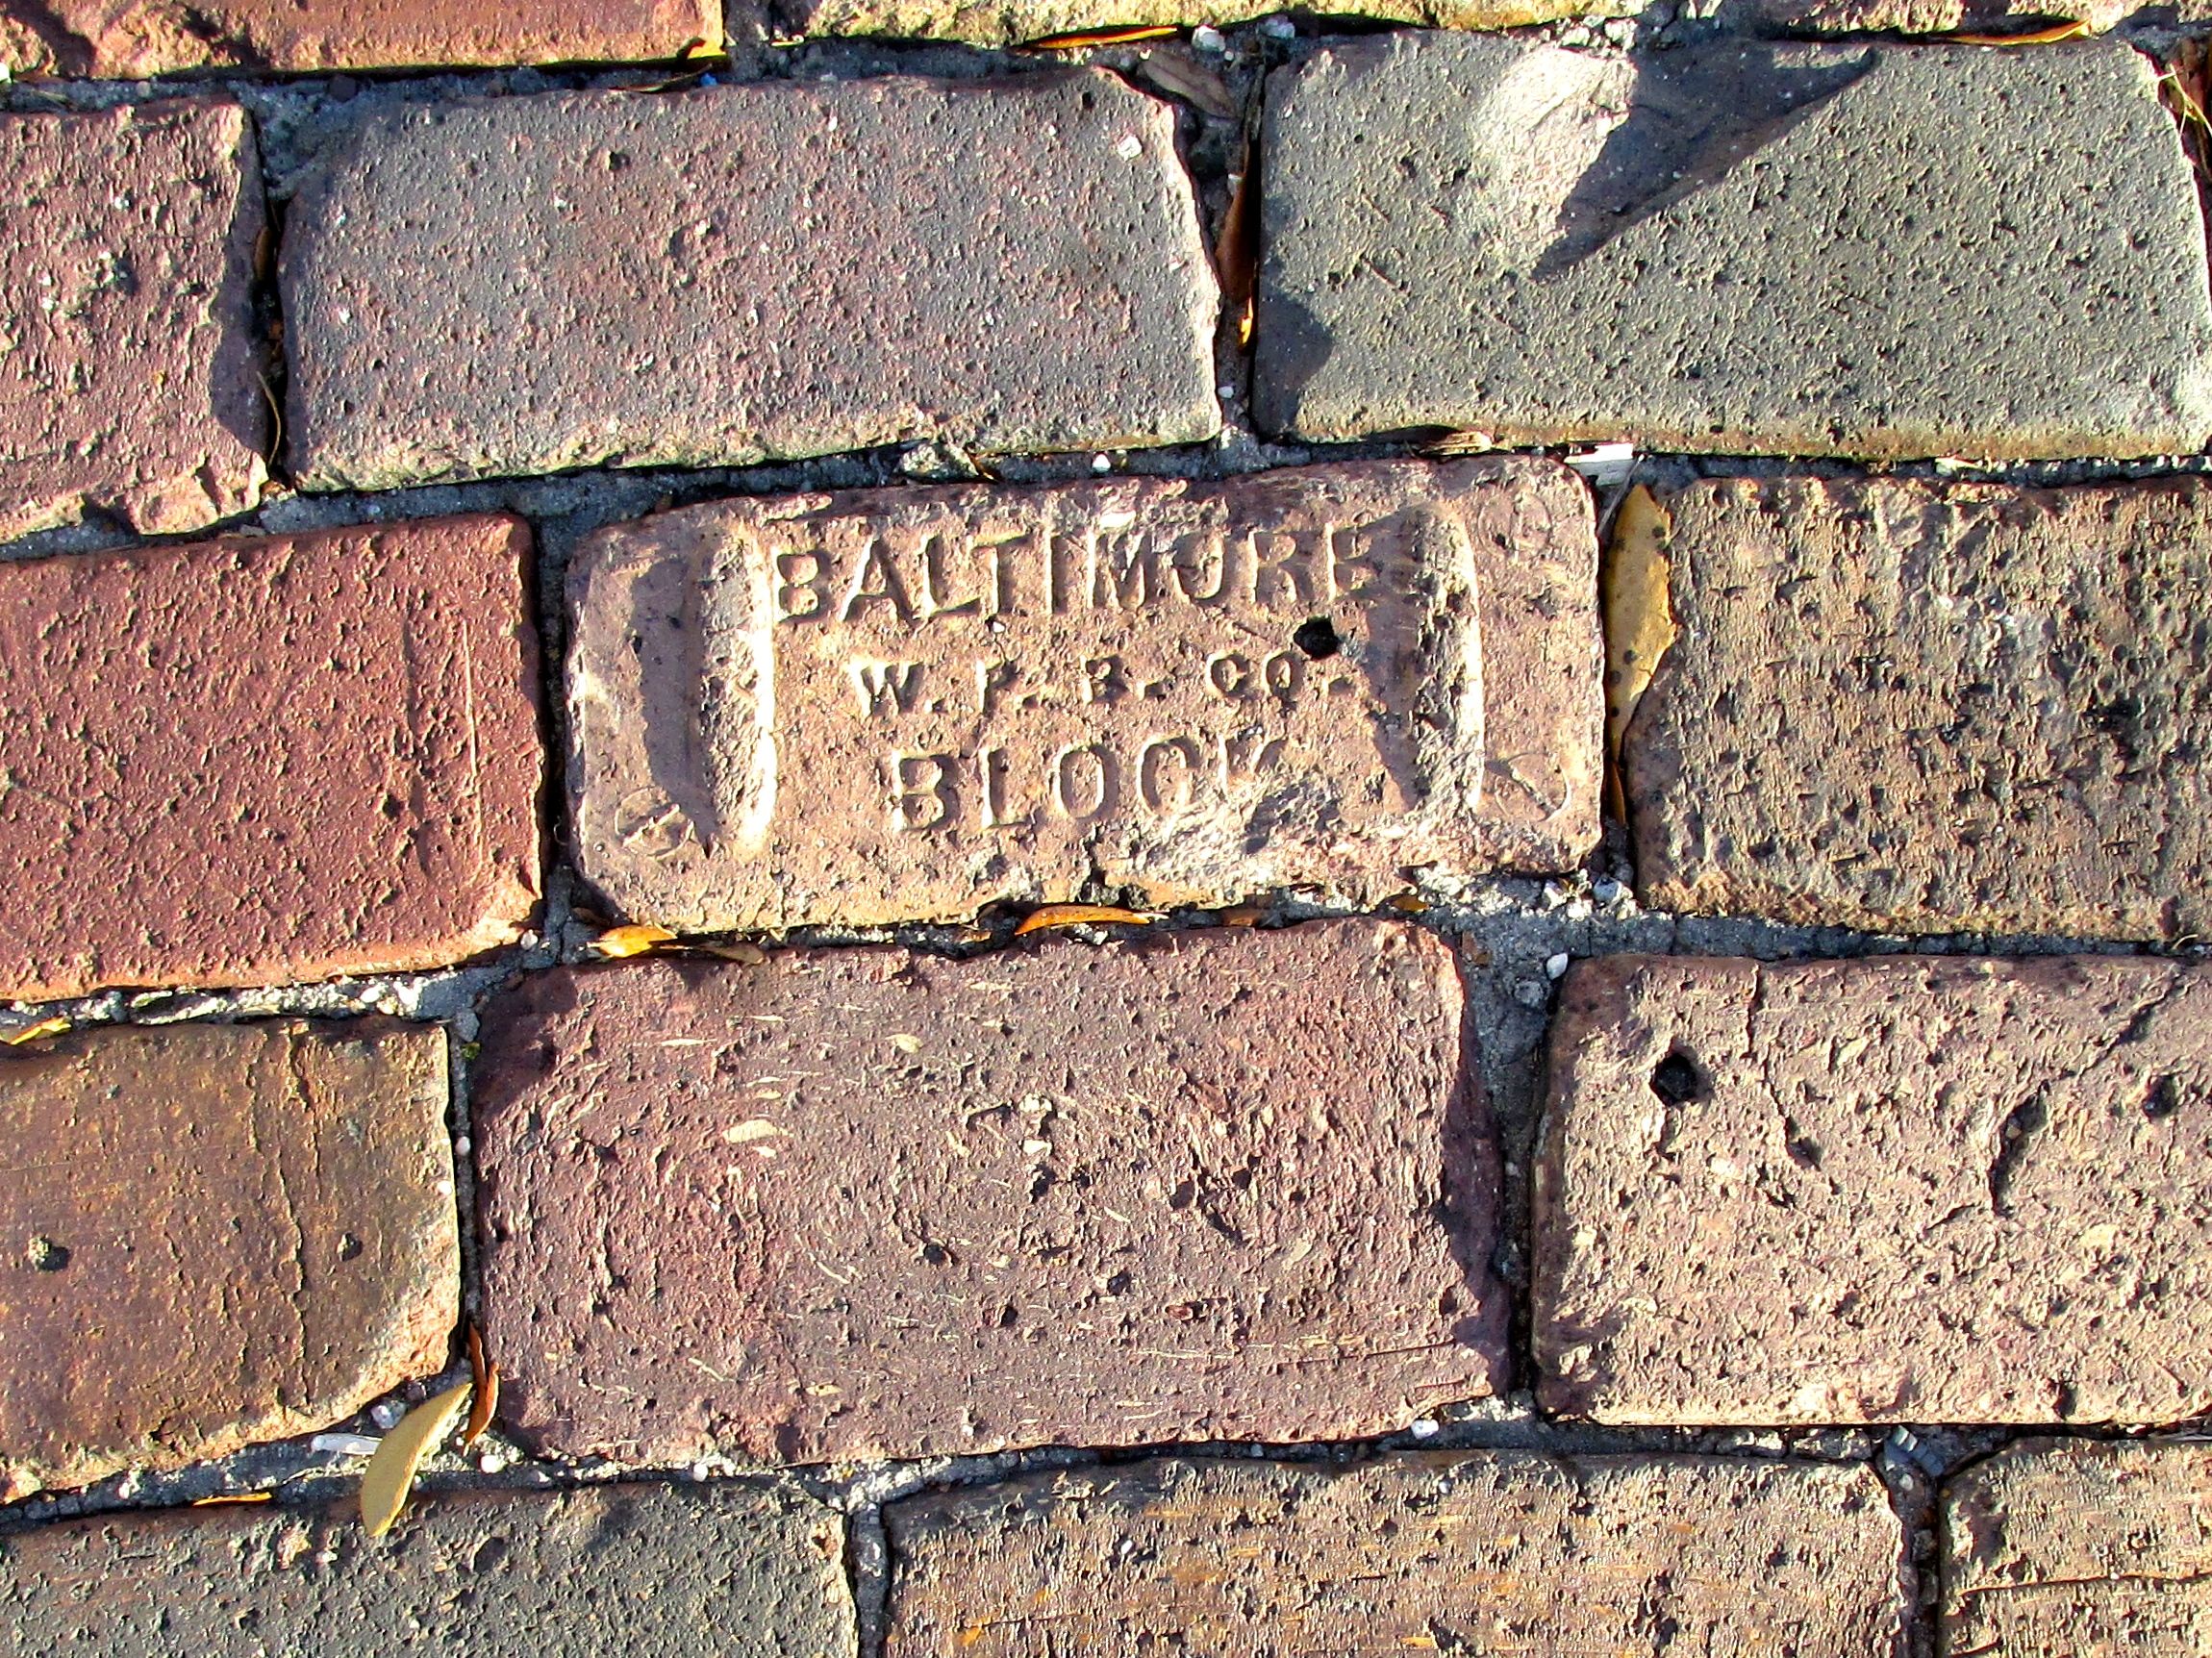 BALTIMORE
W. P. B. CO.
BLOCK